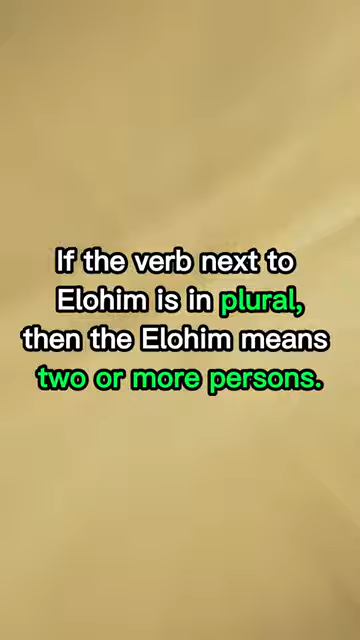 If the verb next to
Elohim is in plural,
then the Elohim means
two or more persons.